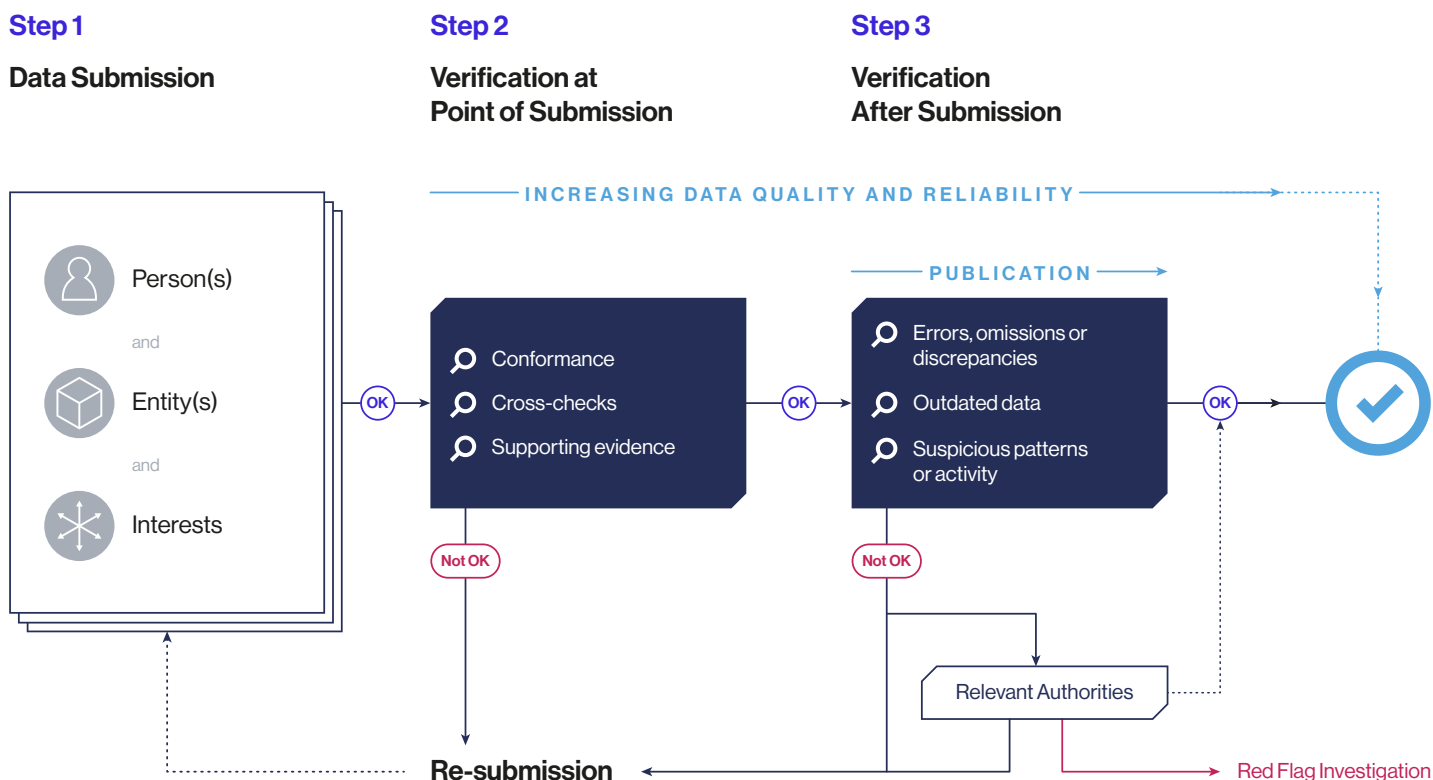 Step 1
Data Submission
Step 2
Verification at
Point of Submission
Step 3
Verification
After Submission
INCREASING DATA QUALITY AND RELIABILITY
PUBLICATION
Person(s)
and
Entity(s)
and
Interests
OK
Conformance
Cross-checks
Supporting evidence
OK
Errors, omissions or
discrepancies
Outdated data
Suspicious patterns
or activity
OK
Not OK
Not OK
Relevant Authorities
Re-submission
Red Flag Investigation